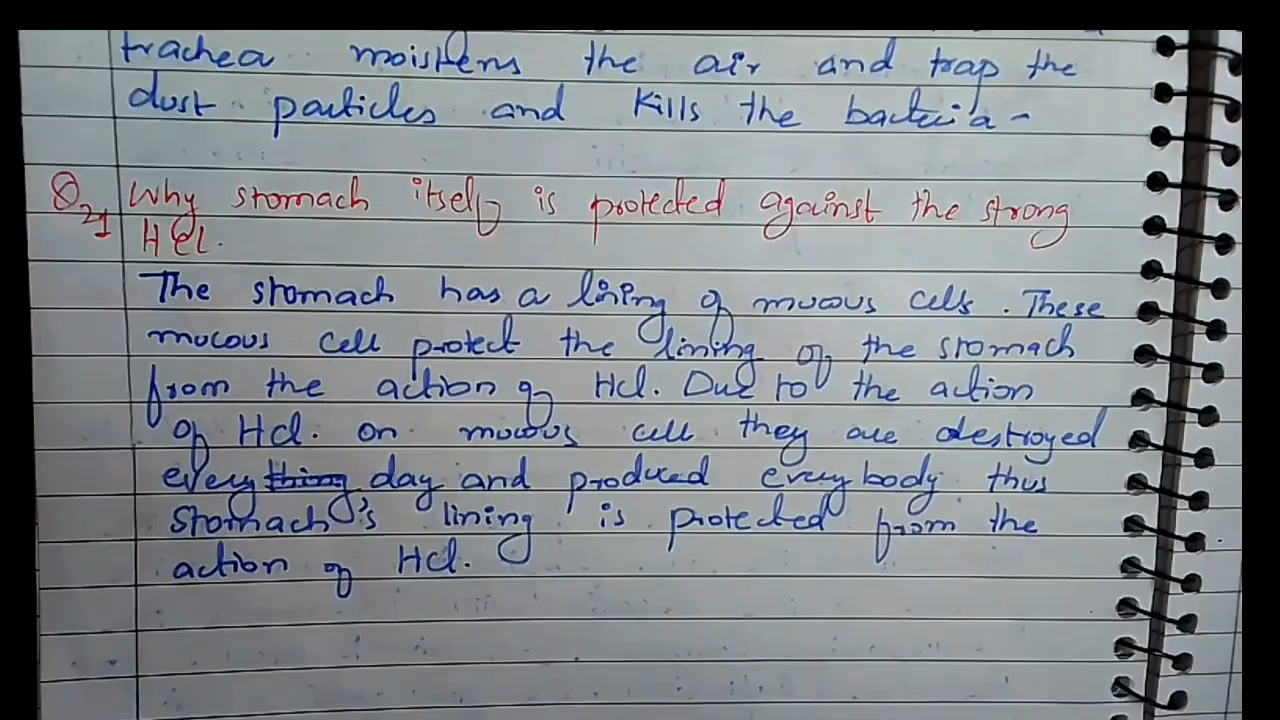 trachea moistens the air and trap the
dust particles and kills the bacteria -
Q.21 Why stomach itself is protected against the strong
HCl.
The stomach has a lining of mucous cells. These
mucous cell protect the lining of the stomach
from the action of HCl. Due to the action
of HCl. on mucous cell they are destroyed
every thing day and produced every body thus
stomach's lining is protected from the
action of HCl.